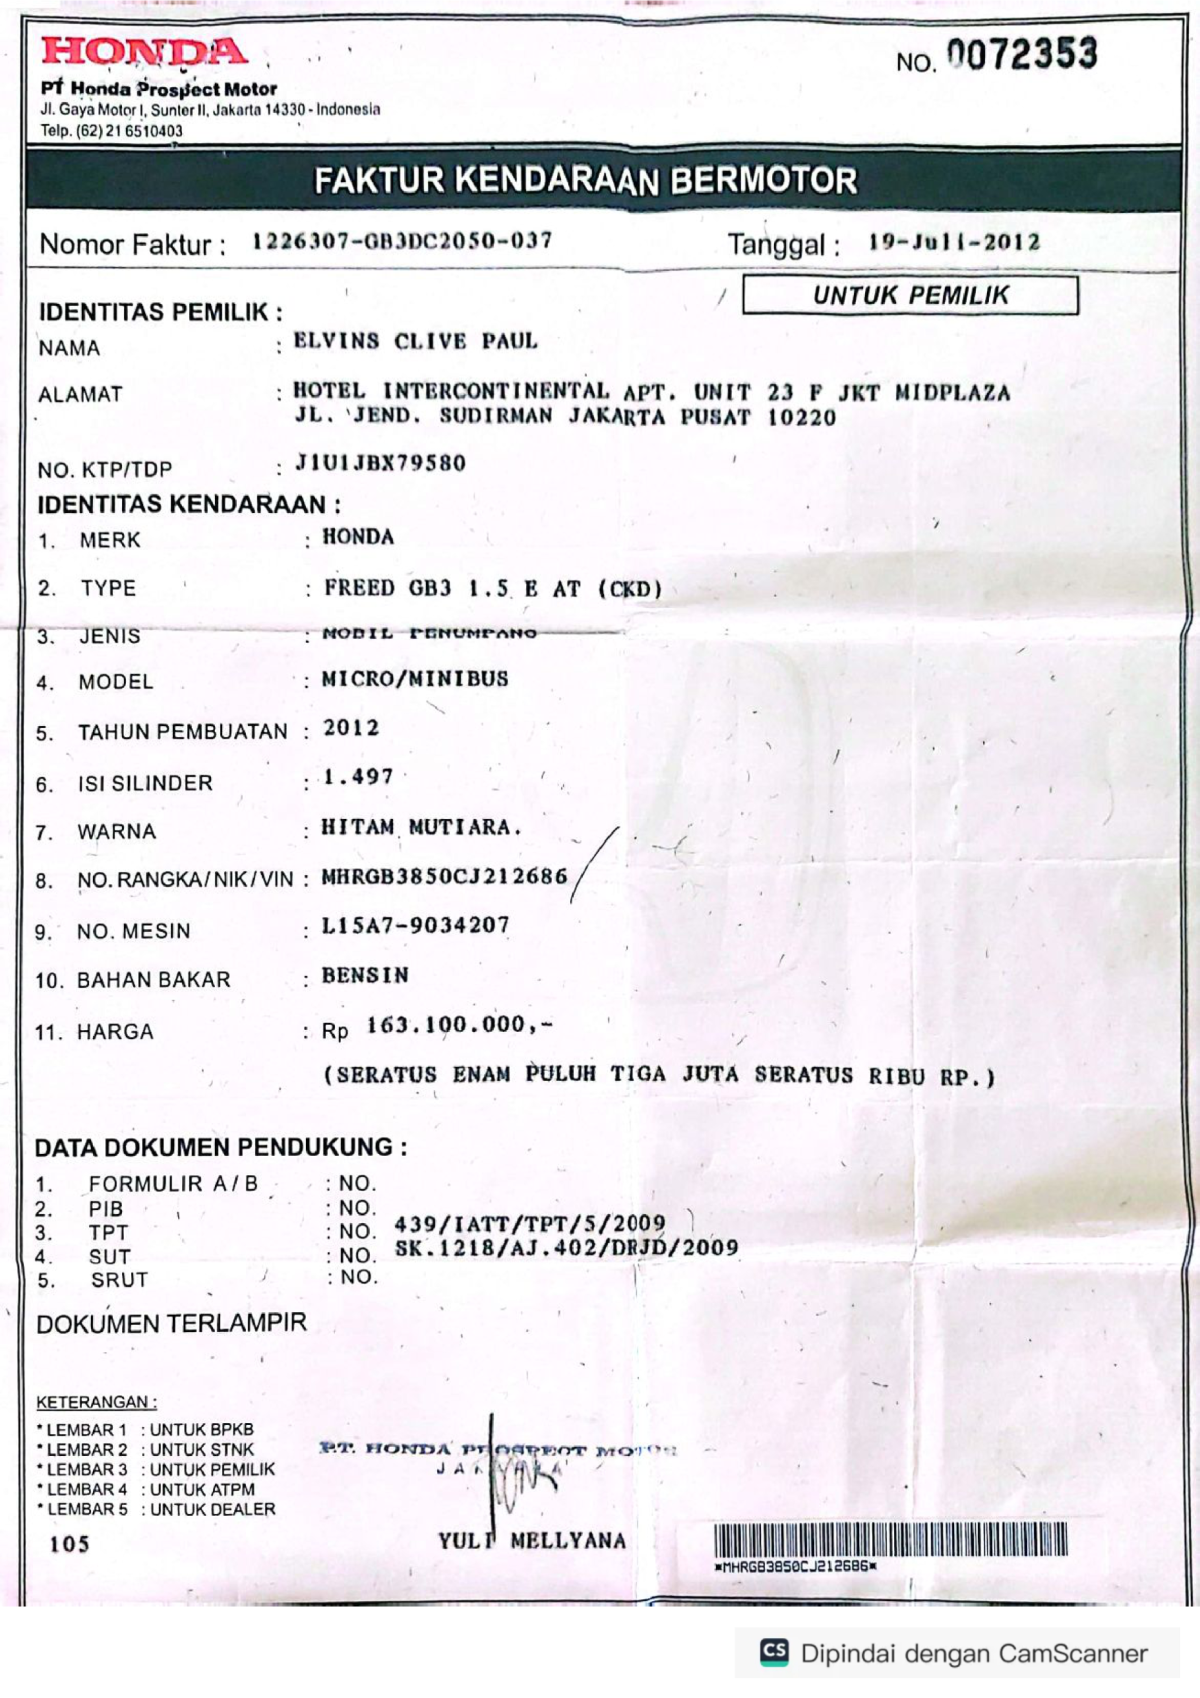 HONDA
PT Honda Prospect Motor
Jl. Gaya Motor I, Sunter II, Jakarta 14330 - Indonesia
Telp. (62) 21 6510403
NO. 0072353
FAKTUR KENDARAAN BERMOTOR
Nomor Faktur : 1226307-GB3DC2050-037 Tanggal : 19-Juli-2012
UNTUK PEMILIK
IDENTITAS PEMILIK :
NAMA : ELVINS CLIVE PAUL
ALAMAT : HOTEL INTERCONTINENTAL APT. UNIT 23 F JKT MIDPLAZA
JL. JEND. SUDIRMAN JAKARTA PUSAT 10220
NO. KTP/TDP : J1U1JBX79580
IDENTITAS KENDARAAN :
1. MERK : HONDA
2. TYPE : FREED GB3 1.5 E AT (CKD)
3. JENIS : MOBIL PENUMPANG
4. MODEL : MICRO/MINIBUS
5. TAHUN PEMBUATAN : 2012
6. ISI SILINDER : 1.497
7. WARNA : HITAM MUTIARA.
8. NO. RANGKA/NIK/VIN : MHRGB3850CJ212686
9. NO. MESIN : L15A7-9034207
10. BAHAN BAKAR : BENSIN
11. HARGA : Rp 163.100.000,-
(SERATUS ENAM PULUH TIGA JUTA SERATUS RIBU RP.)
DATA DOKUMEN PENDUKUNG :
1. FORMULIR A/B : NO.
2. PIB : NO.
3. TPT : NO. 439/IATT/TPT/5/2009
4. SUT : NO. SK.1218/AJ.402/DRJD/2009
5. SRUT : NO.
DOKUMEN TERLAMPIR
KETERANGAN :
* LEMBAR 1 : UNTUK BPKB
* LEMBAR 2 : UNTUK STNK
* LEMBAR 3 : UNTUK PEMILIK
* LEMBAR 4 : UNTUK ATPM
* LEMBAR 5 : UNTUK DEALER
P.T. HONDA PROSPECT MOTOR
JAKARTA
105
YULI MELLYANA
*MHRGB3850CJ212686*
CS Dipindai dengan CamScanner